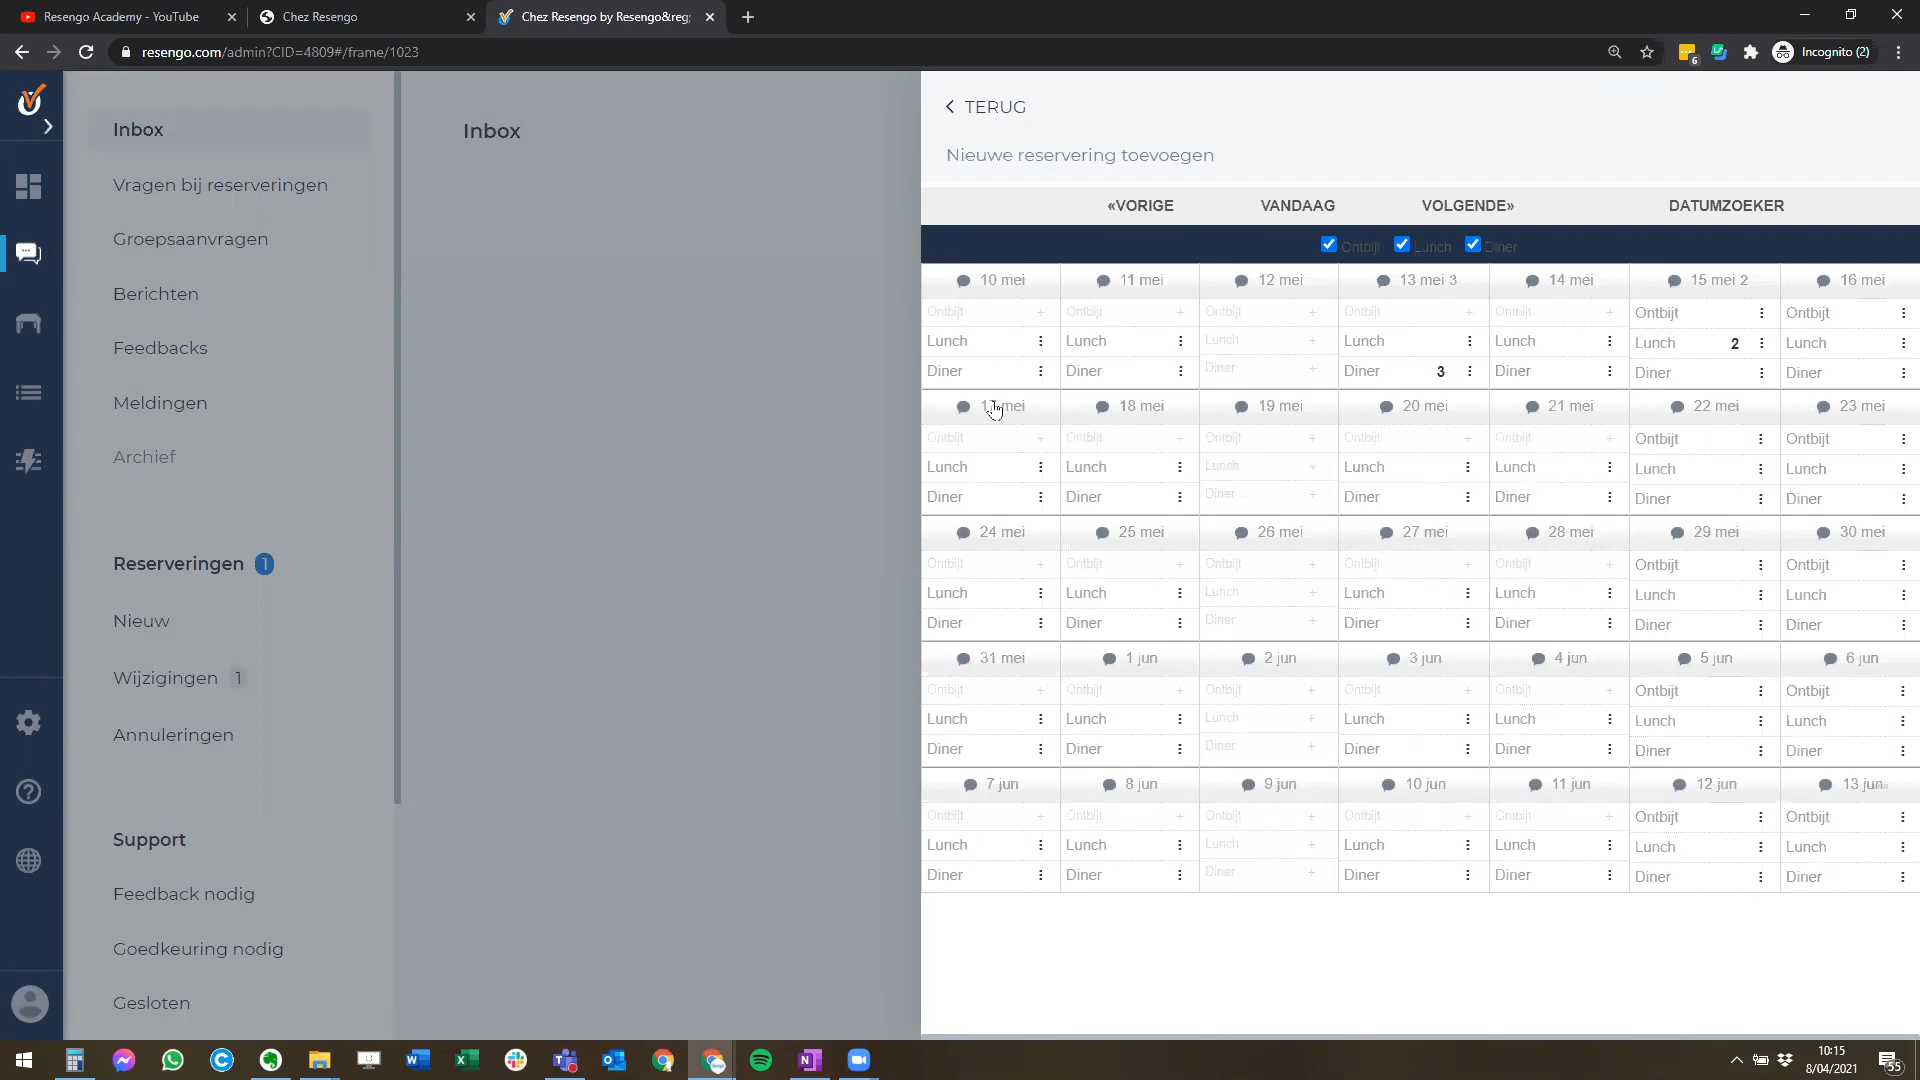 Resengo Academy - YouTube
Chez Resengo
Chez Resengo by Resengo&reg;
resengo.com/admin?CID=4809#/frame/1023
6
Incognito (2)
Inbox
Vragen bij reserveringen
Groepsaanvragen
Berichten
Feedbacks
Meldingen
Archief
Reserveringen 1
Nieuw
Wijzigingen 1
Annuleringen
Support
Feedback nodig
Goedkeuring nodig
Gesloten
Inbox
TERUG
Nieuwe reservering toevoegen
«VORIGE VANDAAG VOLGENDE» DATUMZOEKER
Ontbijt Lunch Diner
10 mei 11 mei 12 mei 13 mei 3 14 mei 15 mei 2 16 mei
Ontbijt + Ontbijt + Ontbijt + Ontbijt + Ontbijt + Ontbijt Ontbijt
Lunch Lunch Lunch + Lunch Lunch Lunch 2 Lunch
Diner Diner Diner + Diner 3 Diner Diner Diner
mei 18 mei 19 mei 20 mei 21 mei 22 mei 23 mei
Ontbijt + Ontbijt + Ontbijt + Ontbijt + Ontbijt + Ontbijt Ontbijt
Lunch Lunch Lunch + Lunch Lunch Lunch Lunch
Diner Diner Diner + Diner Diner Diner Diner
24 mei 25 mei 26 mei 27 mei 28 mei 29 mei 30 mei
Ontbijt + Ontbijt + Ontbijt + Ontbijt + Ontbijt + Ontbijt Ontbijt
Lunch Lunch Lunch + Lunch Lunch Lunch Lunch
Diner Diner Diner + Diner Diner Diner Diner
31 mei 1 jun 2 jun 3 jun 4 jun 5 jun 6 jun
Ontbijt + Ontbijt + Ontbijt + Ontbijt + Ontbijt + Ontbijt Ontbijt
Lunch Lunch Lunch + Lunch Lunch Lunch Lunch
Diner Diner Diner + Diner Diner Diner Diner
7 jun 8 jun 9 jun 10 jun 11 jun 12 jun 13 jun
Ontbijt + Ontbijt + Ontbijt + Ontbijt + Ontbijt + Ontbijt Ontbijt
Lunch Lunch Lunch + Lunch Lunch Lunch Lunch
Diner Diner Diner + Diner Diner Diner Diner
10:15
8/04/2021
55